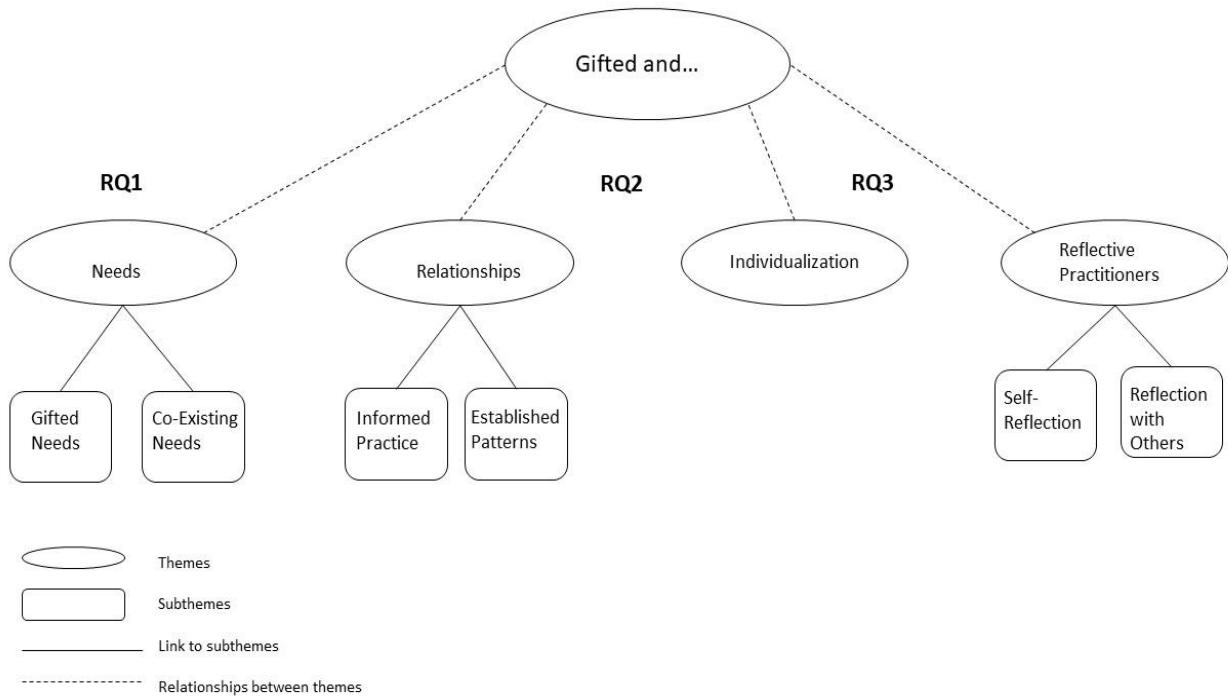 Gifted and...
RQ1
RQ2
RQ3
Needs
Relationships
Individualization
Reflective
Practitioners
Gifted
Needs
Co-Existing
Needs
Informed
Practice
Established
Patterns
Self-
Reflection
Reflection
with
Others
Themes
Subthemes
Link to subthemes
Relationships between themes